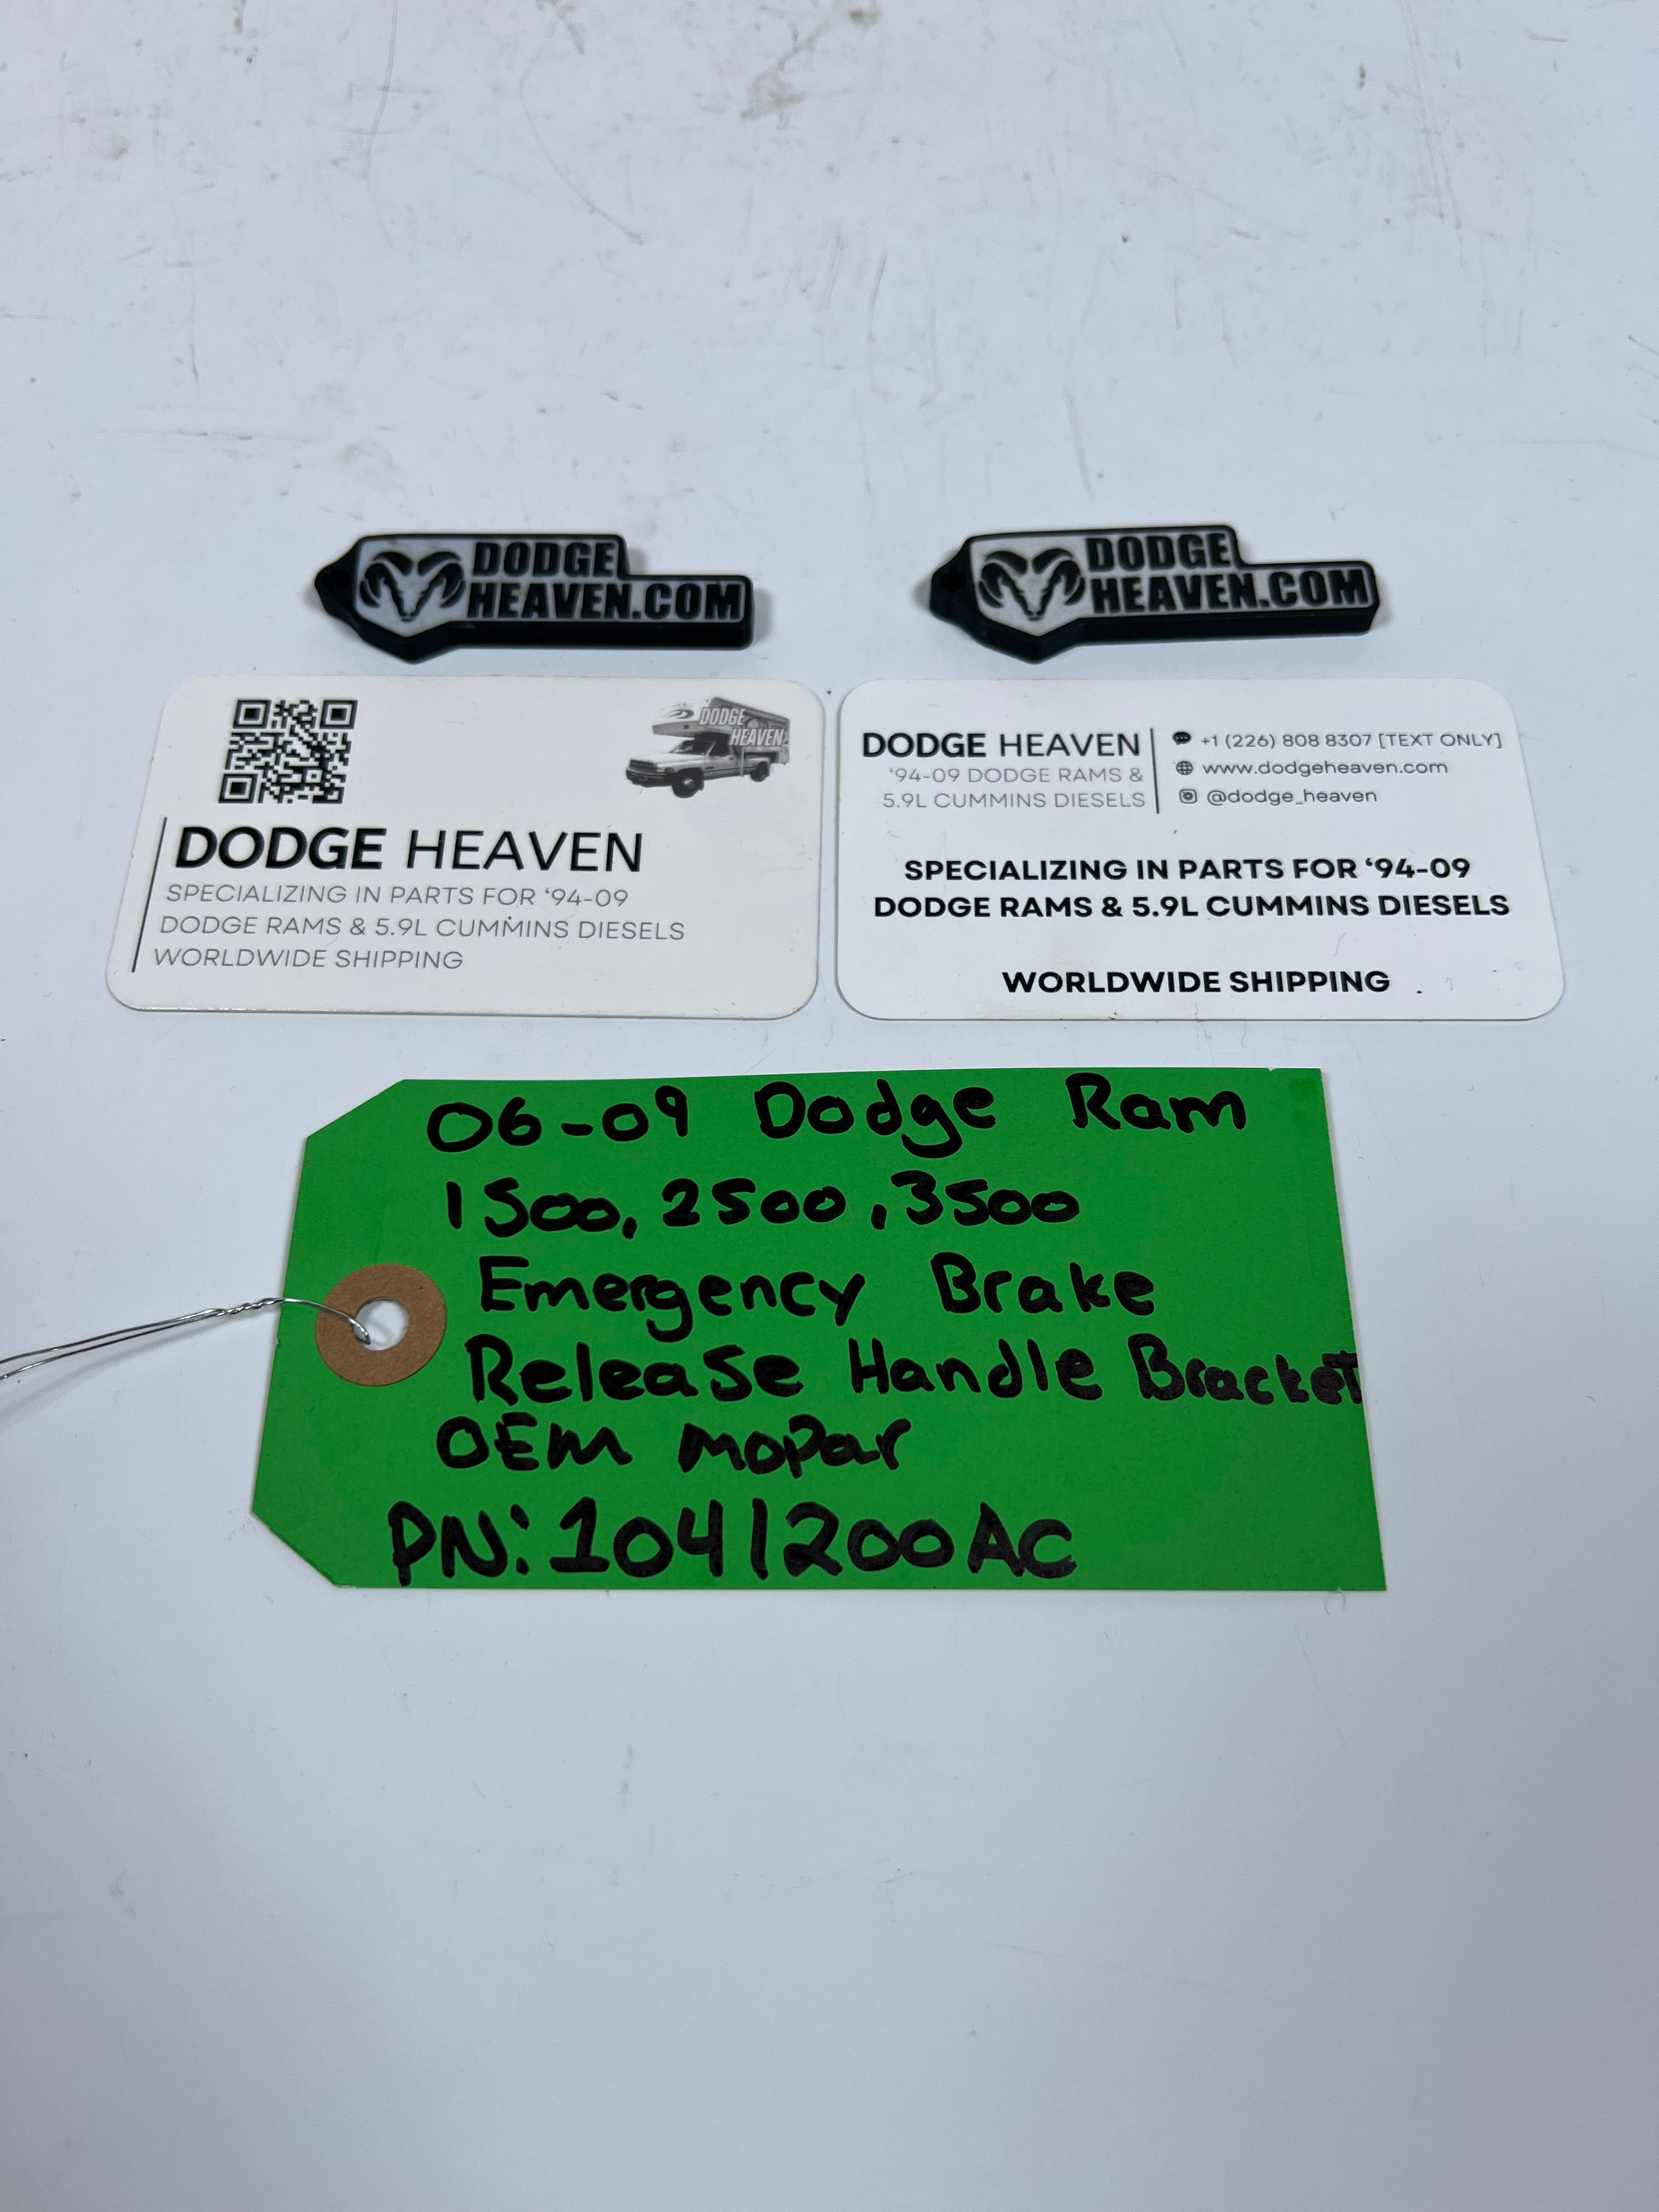 DODGE
HEAVEN.COM
DODGE
HEAVEN.COM
DODGE
HEAVEN
DODGE HEAVEN
SPECIALIZING IN PARTS FOR ‘94-09
DODGE RAMS & 5.9L CUMMINS DIESELS
WORLDWIDE SHIPPING
DODGE HEAVEN
‘94-09 DODGE RAMS &
5.9L CUMMINS DIESELS
+1 (226) 808 8307 [TEXT ONLY]
www.dodgeheaven.com
@dodge_heaven
SPECIALIZING IN PARTS FOR ‘94-09
DODGE RAMS & 5.9L CUMMINS DIESELS
WORLDWIDE SHIPPING
06-09 Dodge Ram
1500, 2500, 3500
Emergency Brake
Release Handle Bracket
OEM mopar
PN: 1041200AC